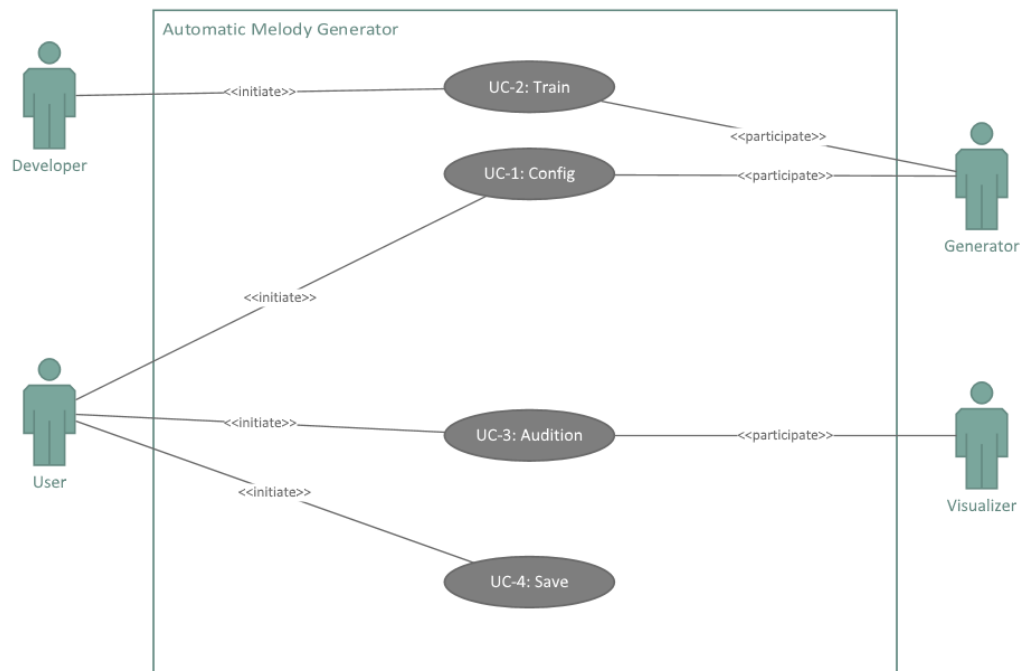 Automatic Melody Generator
Developer
<<initiate>>
UC-2: Train
<<participate>>
UC-1: Config
<<participate>>
Generator
<<initiate>>
User
<<initiate>>
UC-3: Audition
<<participate>>
Visualizer
<<initiate>>
UC-4: Save